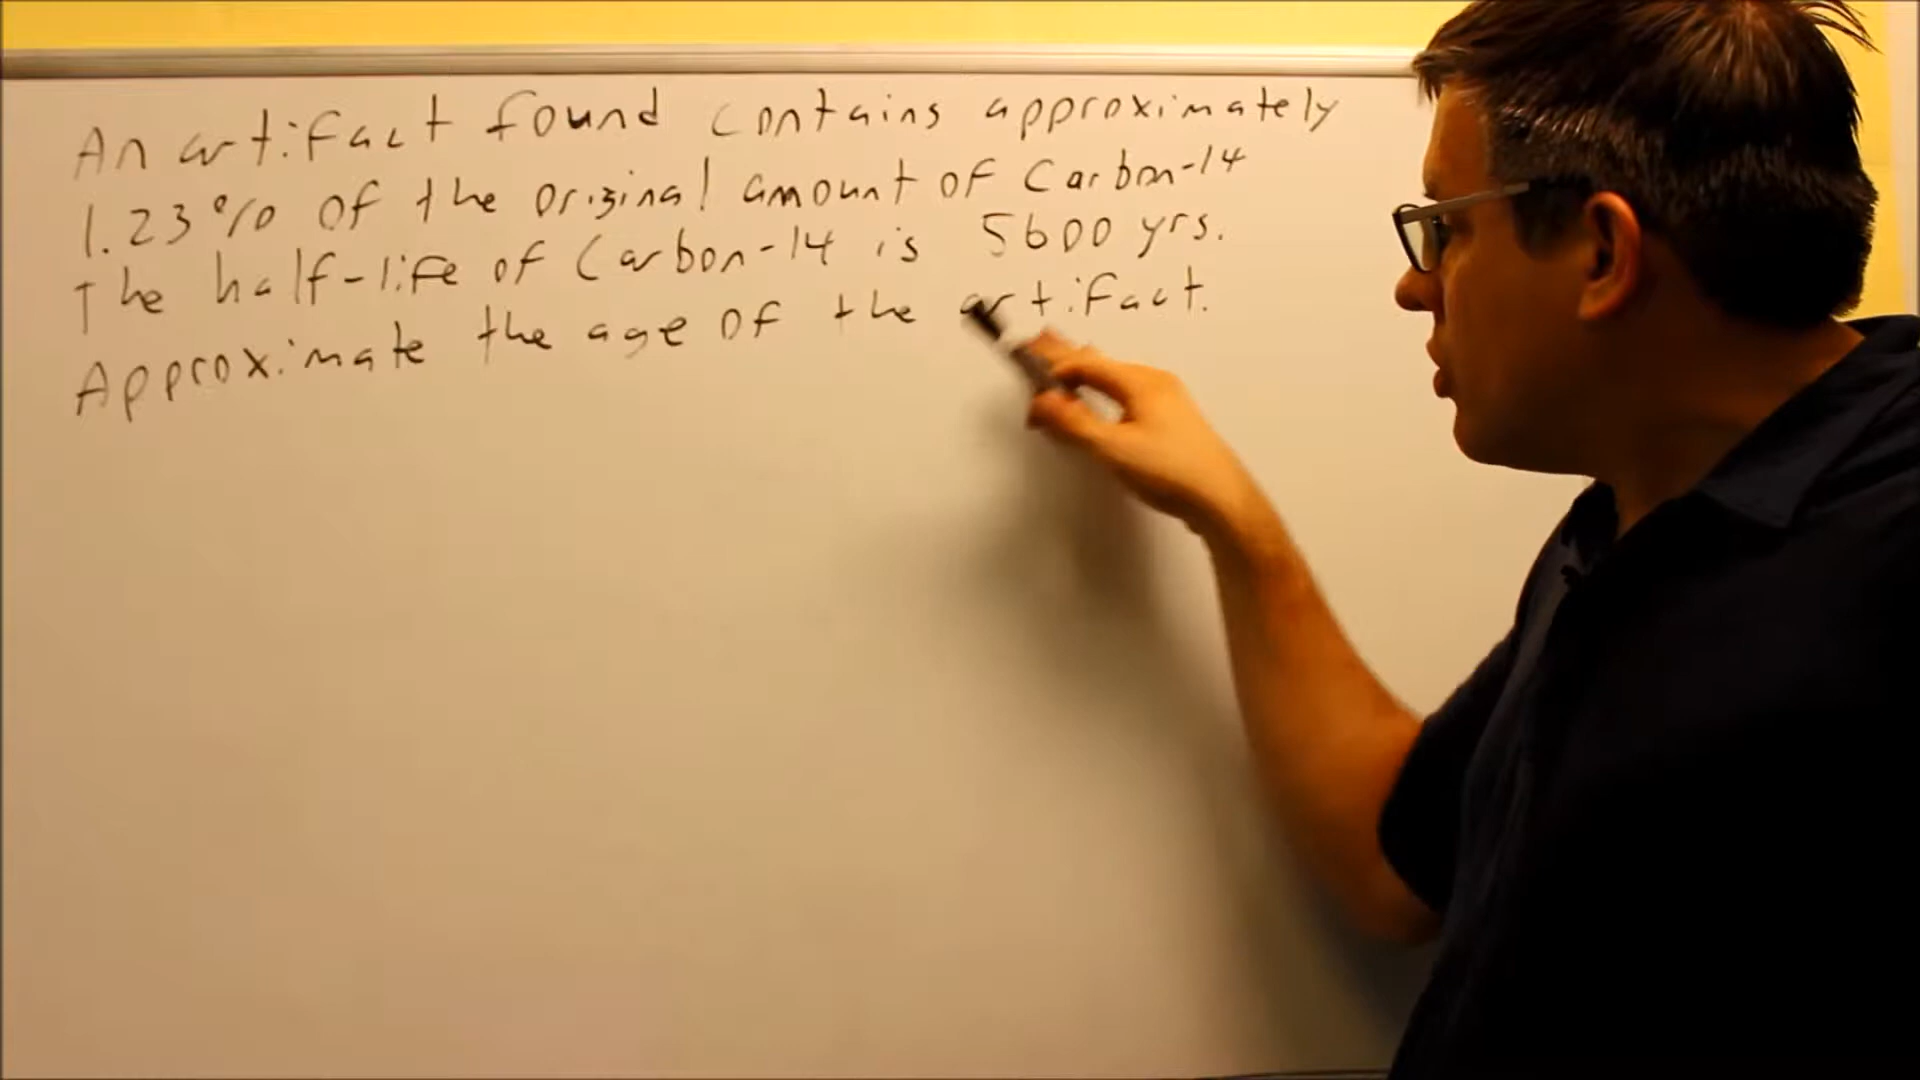 An artifact found contains approximately
1.23% of the original amount of Carbon-14
The half-life of Carbon-14 is 5600 yrs.
Approximate the age of the artifact.